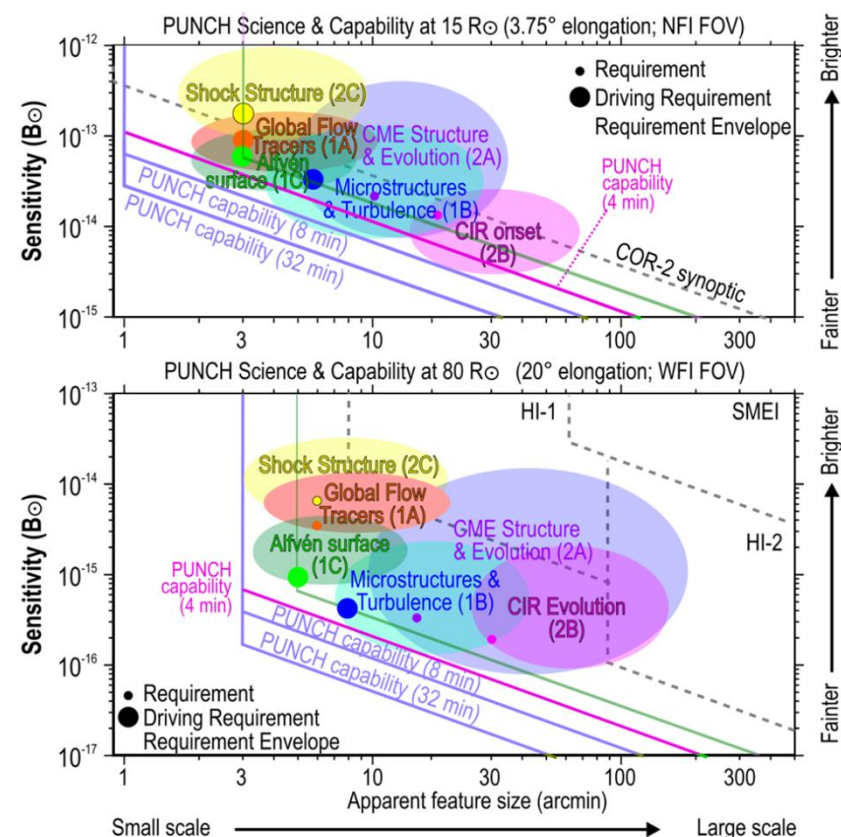 PUNCH Science & Capability at 15 R⊙ (3.75° elongation; NFI FOV)
10⁻¹²
10⁻¹³
10⁻¹⁴
10⁻¹⁵
Sensitivity (B⊙)
Shock Structure (2C)
Global Flow
Tracers (1A)
Alfvén
surface (1C)
CME Structure
& Evolution (2A)
Microstructures
& Turbulence (1B)
CIR onset
(2B)
PUNCH capability (8 min)
PUNCH capability (32 min)
Requirement
Driving Requirement
Requirement Envelope
PUNCH
capability
(4 min)
COR-2 synoptic
1
3
10
30
100
300
Brighter
Fainter
PUNCH Science & Capability at 80 R⊙ (20° elongation; WFI FOV)
10⁻¹³
10⁻¹⁴
10⁻¹⁵
10⁻¹⁶
10⁻¹⁷
Sensitivity (B⊙)
HI-1
SMEI
HI-2
Shock Structure (2C)
Global Flow
Tracers (1A)
Alfvén surface
(1C)
CME Structure
& Evolution (2A)
Microstructures &
Turbulence (1B)
CIR Evolution
(2B)
PUNCH
capability
(4 min)
PUNCH capability (8 min)
PUNCH capability (32 min)
Requirement
Driving Requirement
Requirement Envelope
1
3
10
30
100
300
Brighter
Fainter
Apparent feature size (arcmin)
Small scale
Large scale